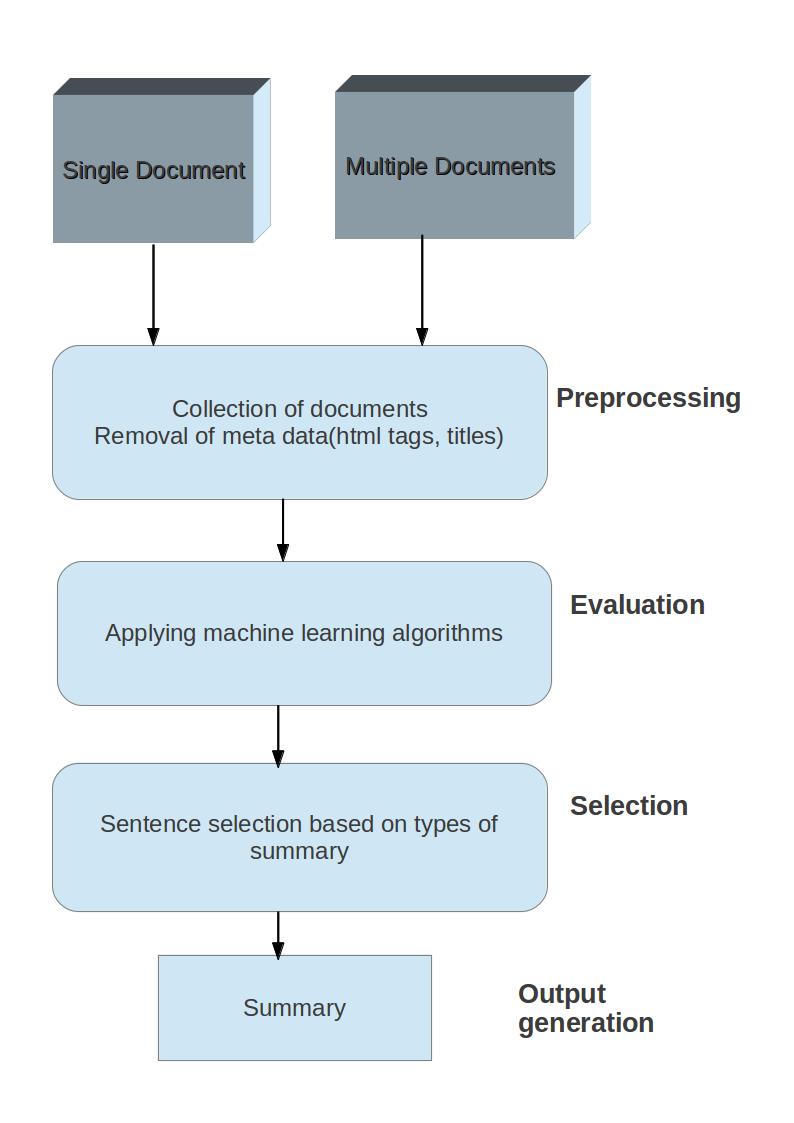 Single Document
Multiple Documents
Collection of documents
Removal of meta data(html tags, titles)
Preprocessing
Applying machine learning algorithms
Evaluation
Sentence selection based on types of
summary
Selection
Summary
Output
generation